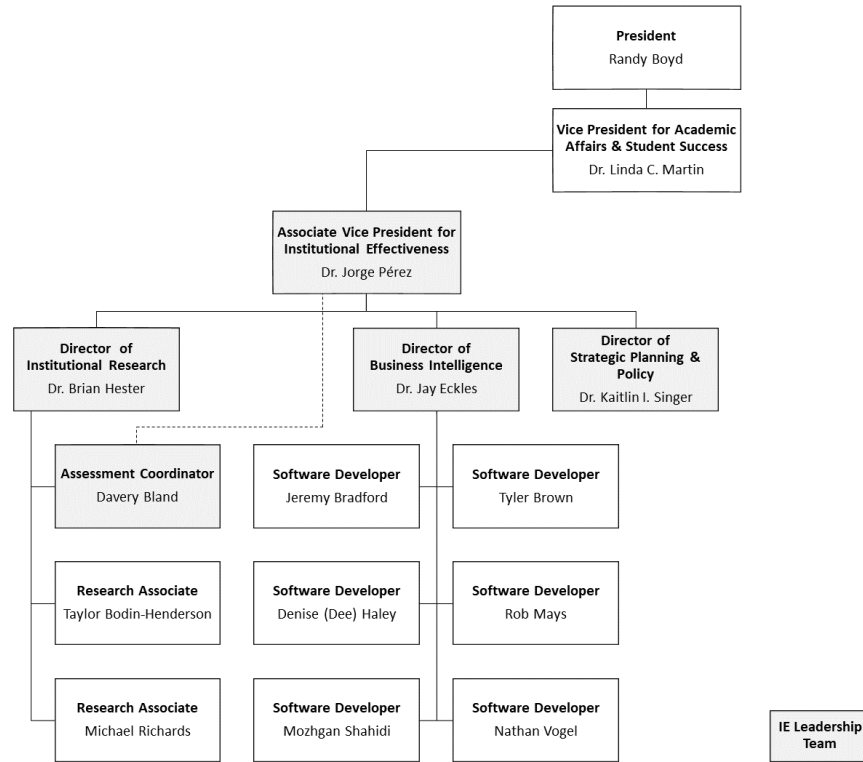 President
Randy Boyd
Vice President for Academic
Affairs & Student Success
Dr. Linda C. Martin
Associate Vice President for
Institutional Effectiveness
Dr. Jorge Pérez
Director of
Institutional Research
Dr. Brian Hester
Director of
Business Intelligence
Dr. Jay Eckles
Director of
Strategic Planning &
Policy
Dr. Kaitlin I. Singer
Assessment Coordinator
Davery Bland
Software Developer
Jeremy Bradford
Software Developer
Tyler Brown
Research Associate
Taylor Bodin-Henderson
Software Developer
Denise (Dee) Haley
Software Developer
Rob Mays
Research Associate
Michael Richards
Software Developer
Mozhgan Shahidi
Software Developer
Nathan Vogel
IE Leadership
Team